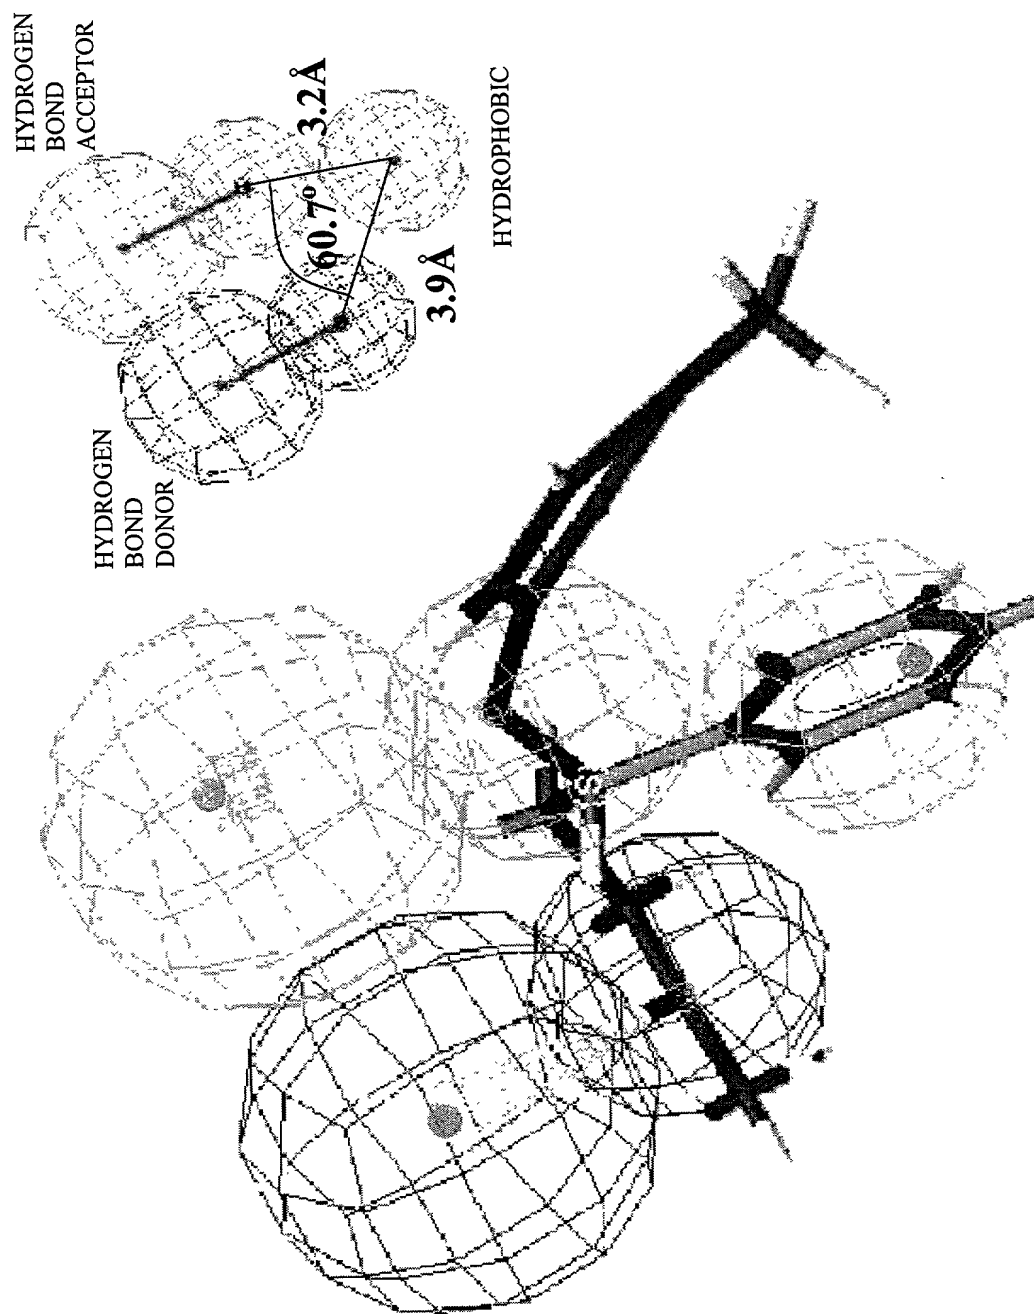 HYDROGEN
BOND
ACCEPTOR
3.2Å
60.7°
3.9Å
HYDROPHOBIC
HYDROGEN
BOND
DONOR